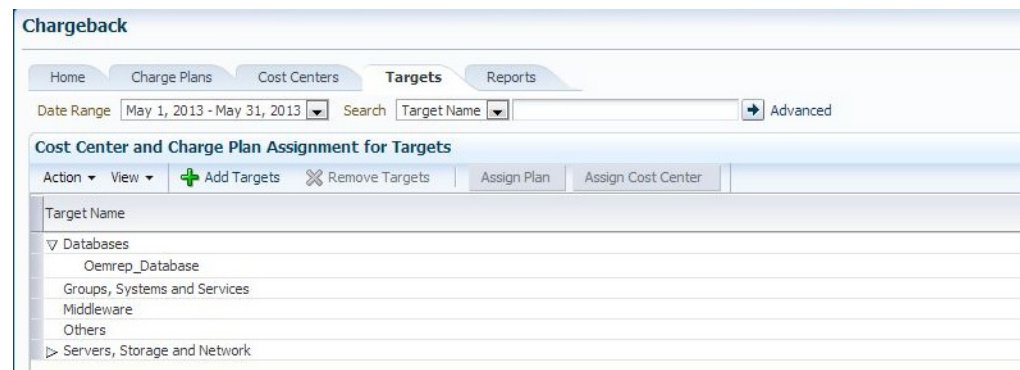 Chargeback
Home Charge Plans Cost Centers Targets Reports
Date Range May 1, 2013 - May 31, 2013 Search Target Name Advanced
Cost Center and Charge Plan Assignment for Targets
Action View Add Targets Remove Targets Assign Plan Assign Cost Center
Target Name
Databases
Oemrep_Database
Groups, Systems and Services
Middleware
Others
Servers, Storage and Network